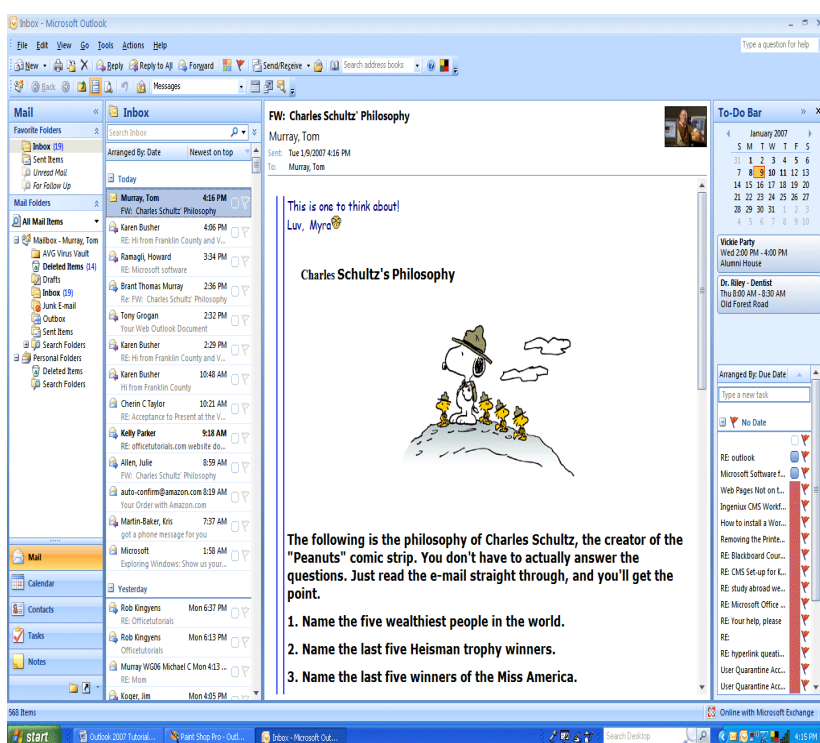 Inbox - Microsoft Outlook
File Edit View Go Tools Actions Help
Type a question for help
New Reply Reply to All Forward Send/Receive Search address books
Back Messages
Mail
Favorite Folders
Inbox (19)
Sent Items
Unread Mail
For Follow Up
Mail Folders
All Mail Items
Mailbox - Murray, Tom
AVG Virus Vault
Deleted Items (14)
Drafts
Inbox (19)
Junk E-mail
Outbox
Sent Items
Search Folders
Personal Folders
Deleted Items
Search Folders
Mail
Calendar
Contacts
Tasks
Notes
Inbox
Search Inbox
Arranged By: Date Newest on top
Today
Murray, Tom 4:16 PM
FW: Charles Schultz' Philosophy
Karen Busher 4:06 PM
RE: Hi from Franklin County and V...
Ramagli, Howard 3:34 PM
RE: Microsoft software
Brant Thomas Murray 2:36 PM
Re: FW: Charles Schultz' Philosophy
Tony Grogan 2:32 PM
Your Web Outlook Document
Karen Busher 2:29 PM
RE: Hi from Franklin County and V...
Karen Busher 10:48 AM
Hi from Franklin County
Cherin C Taylor 10:21 AM
RE: Acceptance to Present at the V...
Kelly Parker 9:18 AM
RE: officetutorials.com website do...
Allen, Julie 8:59 AM
FW: Charles Schultz' Philosophy
auto-confirm@amazon.com 8:19 AM
Your Order with Amazon.com
Martin-Baker, Kris 7:37 AM
got a phone message for you
Microsoft 1:58 AM
Exploring Windows: Show us your...
Yesterday
Rob Kingyens Mon 6:37 PM
RE: Officetutorials
Rob Kingyens Mon 6:13 PM
Officetutorials
Murray WG06 Michael C Mon 4:13 ...
RE: Mom
Koger, Jim Mon 4:05 PM
FW: Charles Schultz' Philosophy
Murray, Tom
Sent: Tue 1/9/2007 4:16 PM
To: Murray, Tom
This is one to think about!
Luv, Myra
Charles Schultz's Philosophy
The following is the philosophy of Charles Schultz, the creator of the
"Peanuts" comic strip. You don't have to actually answer the
questions. Just read the e-mail straight through, and you'll get the
point.
1. Name the five wealthiest people in the world.
2. Name the last five Heisman trophy winners.
3. Name the last five winners of the Miss America.
To-Do Bar
January 2007
S M T W T F S
31 1 2 3 4 5 6
7 8 9 10 11 12 13
14 15 16 17 18 19 20
21 22 23 24 25 26 27
28 29 30 31 1 2 3
4 5 6 7 8 9 10
Vickie Party
Wed 2:00 PM - 4:00 PM
Alumni House
Dr. Riley - Dentist
Thu 8:00 AM - 8:30 AM
Old Forest Road
Arranged By: Due Date
Type a new task
No Date
RE: outlook
Microsoft Software f...
Web Pages Not on t...
Ingeniux CMS Workf...
How to install a Wor...
Removing the Printe...
RE: Blackboard Cour...
RE: CMS Set-up for K...
RE: study abroad we...
RE: Microsoft Office ...
RE: Your help, please
RE:
RE: hyperlink queati...
User Quarantine Acc...
User Quarantine Acc...
568 Items
Online with Microsoft Exchange
start
Outlook 2007 Tutorial...
Paint Shop Pro - Outl...
Inbox - Microsoft Out...
Search Desktop
4:15 PM